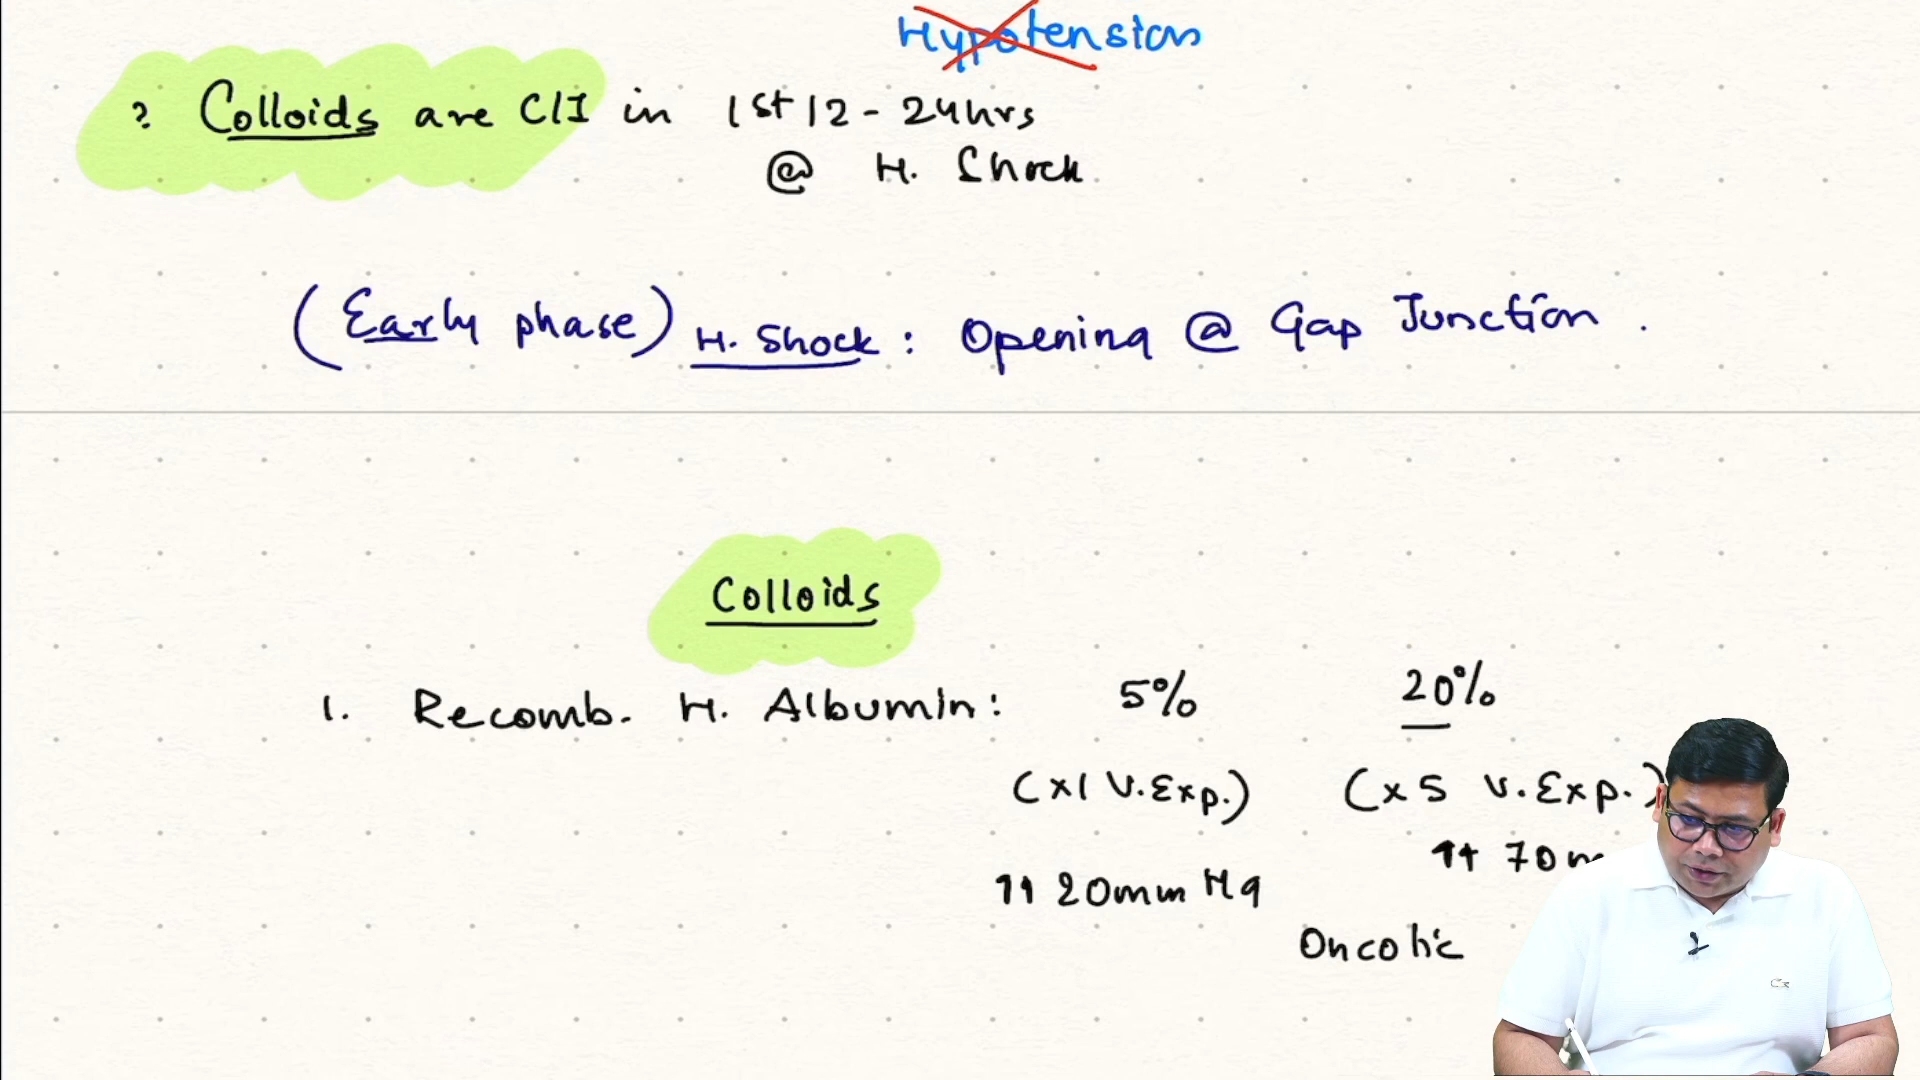 Hypotension
? Colloids are C/I in 1st 12 - 24hrs
@ H. Shock
(Early phase) H. Shock : Opening @ Gap Junction .
Colloids
1. Recomb. H. Albumin: 5% 20%
(x1 V.Exp.) (x5 V.Exp.)
↑↑ 20mm Hg ↑↑ 70m
Oncotic